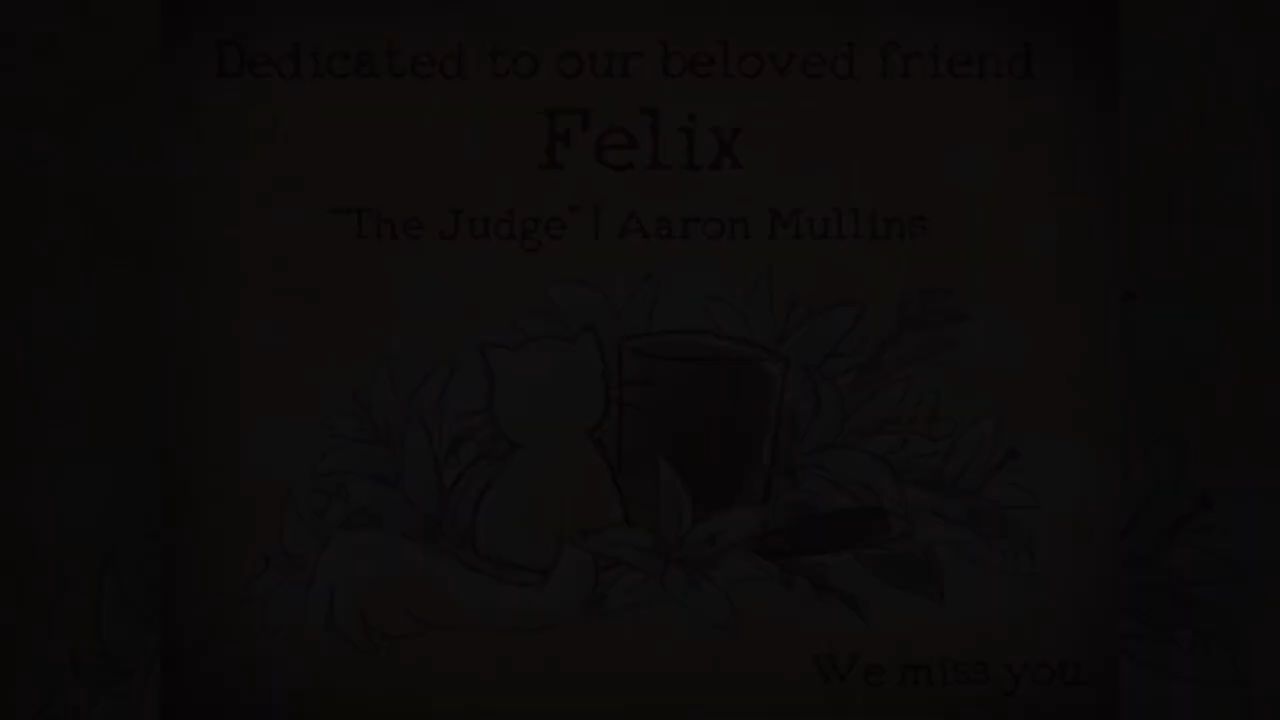 Dedicated to our beloved friend
Felix
"The Judge" | Aaron Mullins
We miss you